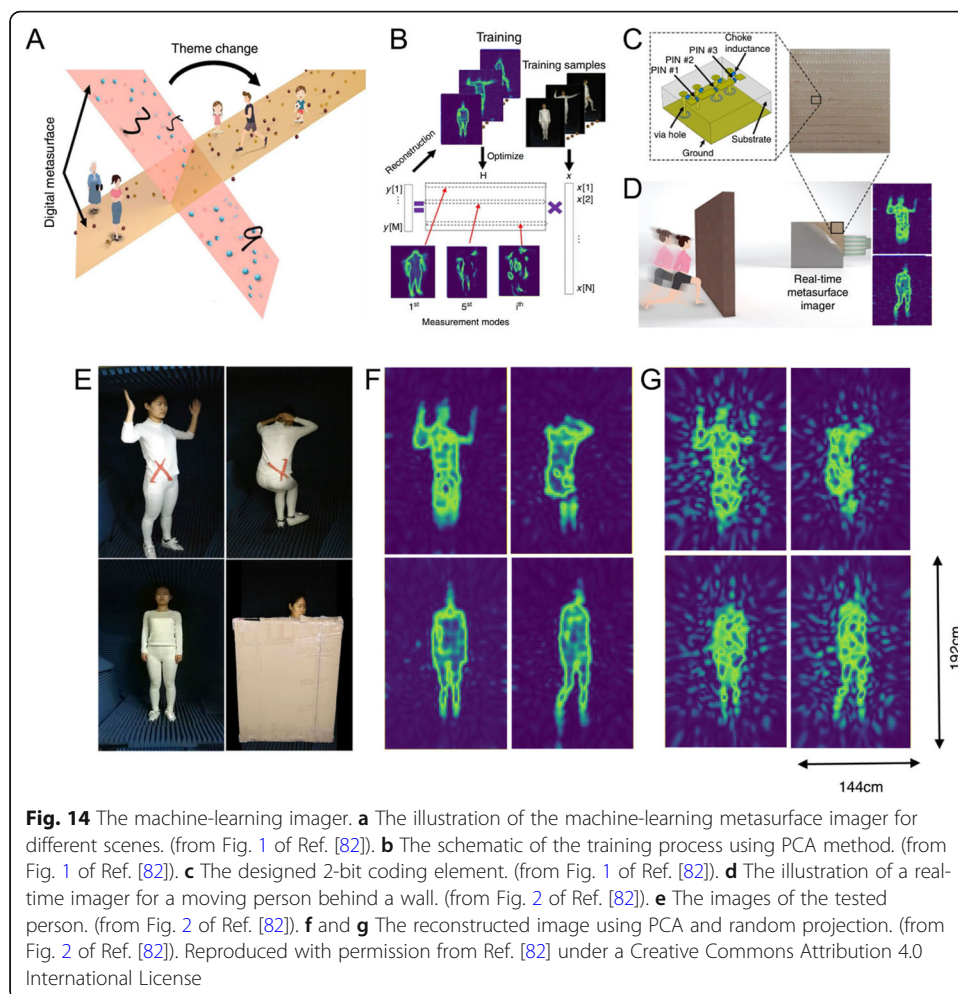 A
Theme change
Digital metasurface
B
Training
Training samples
Reconstruction
Optimize
H
x
y[1]
⋮
y[M]
=
×
x[1]
x[2]
⋮
x[N]
1st
5st
ith
Measurement modes
C
Choke
inductance
PIN #3
PIN #2
PIN #1
via hole
Substrate
Ground
D
Real-time
metasurface
imager
E
F
G
192cm
144cm
Fig. 14 The machine-learning imager. a The illustration of the machine-learning metasurface imager for
different scenes. (from Fig. 1 of Ref. [82]). b The schematic of the training process using PCA method. (from
Fig. 1 of Ref. [82]). c The designed 2-bit coding element. (from Fig. 1 of Ref. [82]). d The illustration of a real-
time imager for a moving person behind a wall. (from Fig. 2 of Ref. [82]). e The images of the tested
person. (from Fig. 2 of Ref. [82]). f and g The reconstructed image using PCA and random projection. (from
Fig. 2 of Ref. [82]). Reproduced with permission from Ref. [82] under a Creative Commons Attribution 4.0
International License